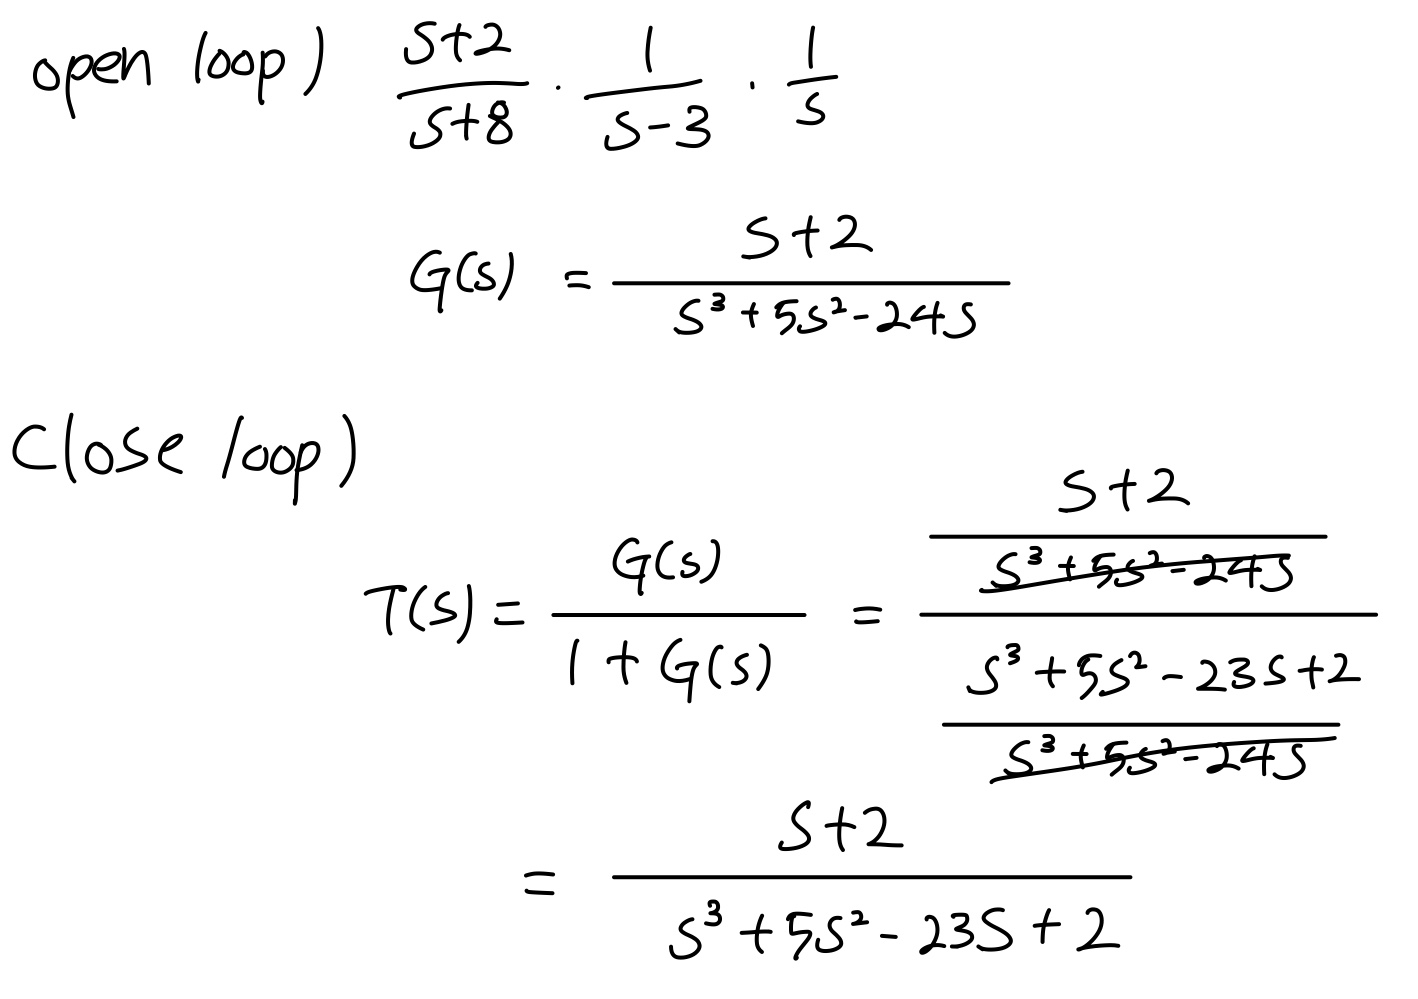 open loop) \frac{S+2}{S+8} \cdot \frac{1}{S-3} \cdot \frac{1}{S}
G(s) = \frac{S+2}{S^3+5S^2-24S}
Close loop)
T(s) = \frac{G(s)}{1+G(s)} = \frac{\frac{S+2}{S^3+5S^2-24S}}{\frac{S^3+5S^2-23S+2}{S^3+5S^2-24S}}
= \frac{S+2}{S^3+5S^2-23S+2}